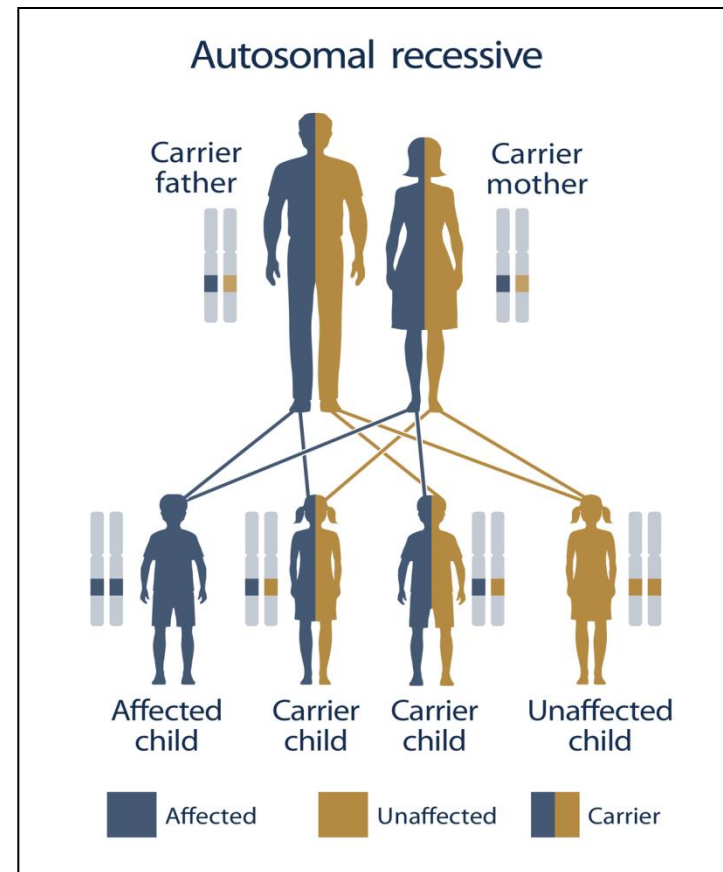 Autosomal recessive
Carrier
father
Carrier
mother
Affected
child
Carrier
child
Carrier
child
Unaffected
child
Affected
Unaffected
Carrier